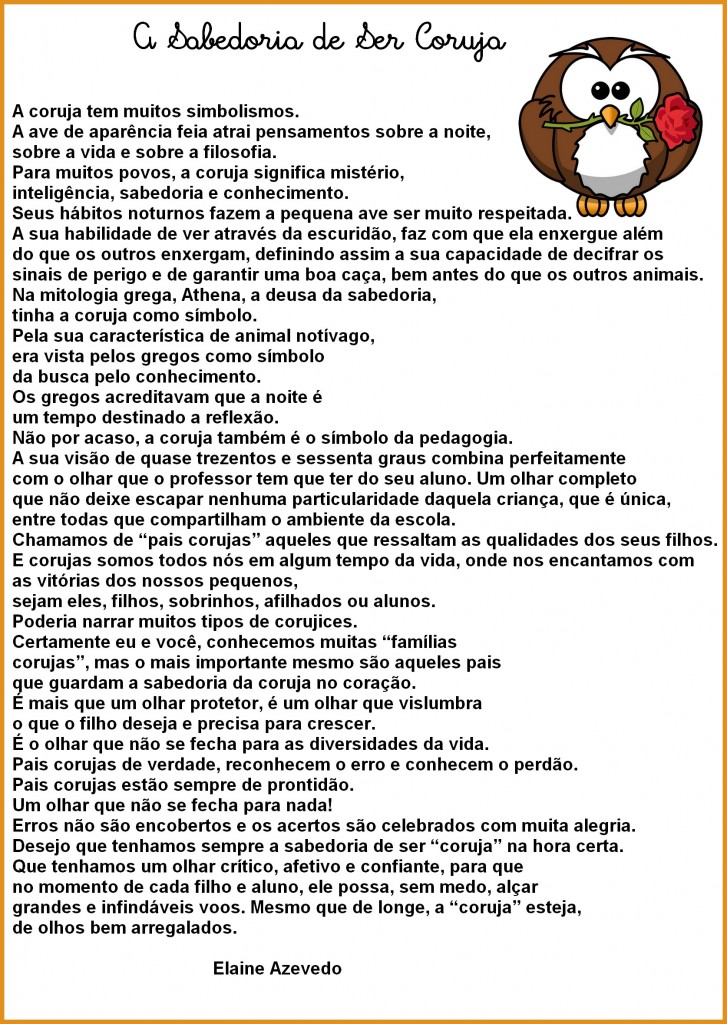 A Sabedoria de Ser Coruja
A coruja tem muitos simbolismos.
A ave de aparência feia atrai pensamentos sobre a noite,
sobre a vida e sobre a filosofia.
Para muitos povos, a coruja significa mistério,
inteligência, sabedoria e conhecimento.
Seus hábitos noturnos fazem a pequena ave ser muito respeitada.
A sua habilidade de ver através da escuridão, faz com que ela enxergue além
do que os outros enxergam, definindo assim a sua capacidade de decifrar os
sinais de perigo e de garantir uma boa caça, bem antes do que os outros animais.
Na mitologia grega, Athena, a deusa da sabedoria,
tinha a coruja como símbolo.
Pela sua característica de animal notívago,
era vista pelos gregos como símbolo
da busca pelo conhecimento.
Os gregos acreditavam que a noite é
um tempo destinado a reflexão.
Não por acaso, a coruja também é o símbolo da pedagogia.
A sua visão de quase trezentos e sessenta graus combina perfeitamente
com o olhar que o professor tem que ter do seu aluno. Um olhar completo
que não deixe escapar nenhuma particularidade daquela criança, que é única,
entre todas que compartilham o ambiente da escola.
Chamamos de “pais corujas” aqueles que ressaltam as qualidades dos seus filhos.
E corujas somos todos nós em algum tempo da vida, onde nos encantamos com
as vitórias dos nossos pequenos,
sejam eles, filhos, sobrinhos, afilhados ou alunos.
Poderia narrar muitos tipos de corujices.
Certamente eu e você, conhecemos muitas “famílias
corujas”, mas o mais importante mesmo são aqueles pais
que guardam a sabedoria da coruja no coração.
É mais que um olhar protetor, é um olhar que vislumbra
o que o filho deseja e precisa para crescer.
É o olhar que não se fecha para as diversidades da vida.
Pais corujas de verdade, reconhecem o erro e conhecem o perdão.
Pais corujas estão sempre de prontidão.
Um olhar que não se fecha para nada!
Erros não são encobertos e os acertos são celebrados com muita alegria.
Desejo que tenhamos sempre a sabedoria de ser “coruja” na hora certa.
Que tenhamos um olhar crítico, afetivo e confiante, para que
no momento de cada filho e aluno, ele possa, sem medo, alçar
grandes e infindáveis voos. Mesmo que de longe, a “coruja” esteja,
de olhos bem arregalados.
Elaine Azevedo